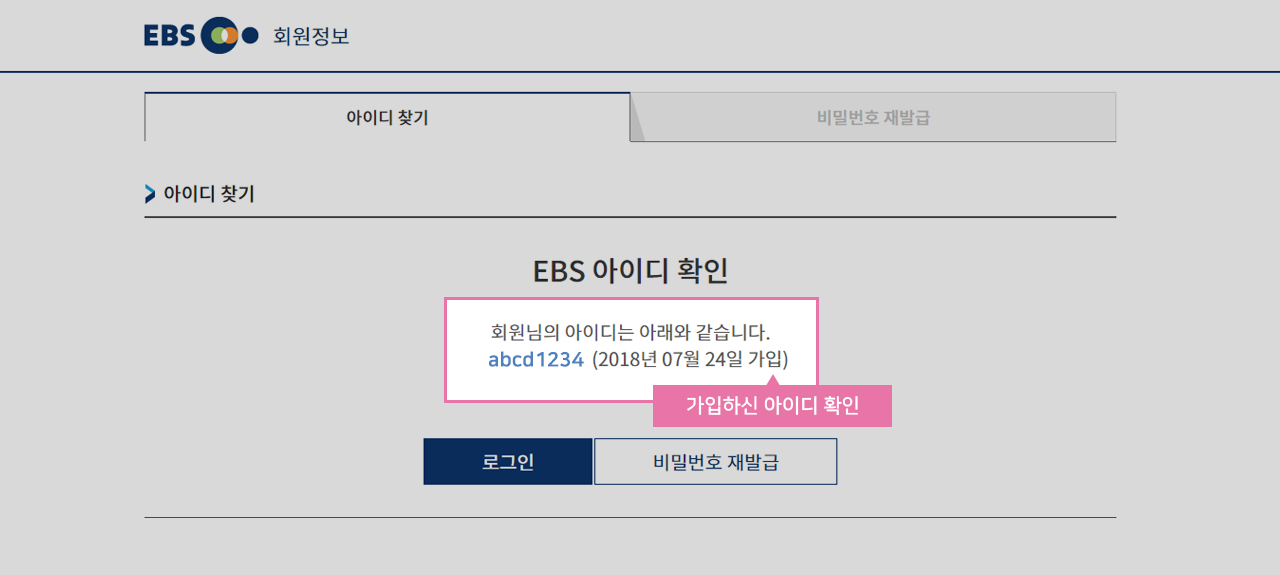 EBS 회원정보
아이디 찾기
비밀번호 재발급
아이디 찾기
EBS 아이디 확인
회원님의 아이디는 아래와 같습니다.
abcd1234 (2018년 07월 24일 가입)
가입하신 아이디 확인
로그인
비밀번호 재발급